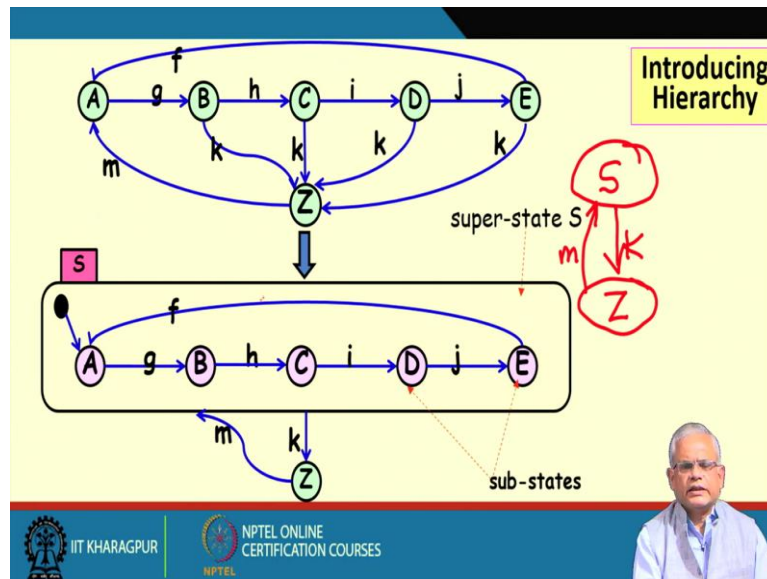 Introducing
Hierarchy
f
A
g
B
h
C
i
D
j
E
m
k
k
k
k
Z
super-state S
S
m
K
Z
S
f
A
g
B
h
C
i
D
j
E
m
k
Z
sub-states
IIT KHARAGPUR
NPTEL
NPTEL ONLINE
CERTIFICATION COURSES